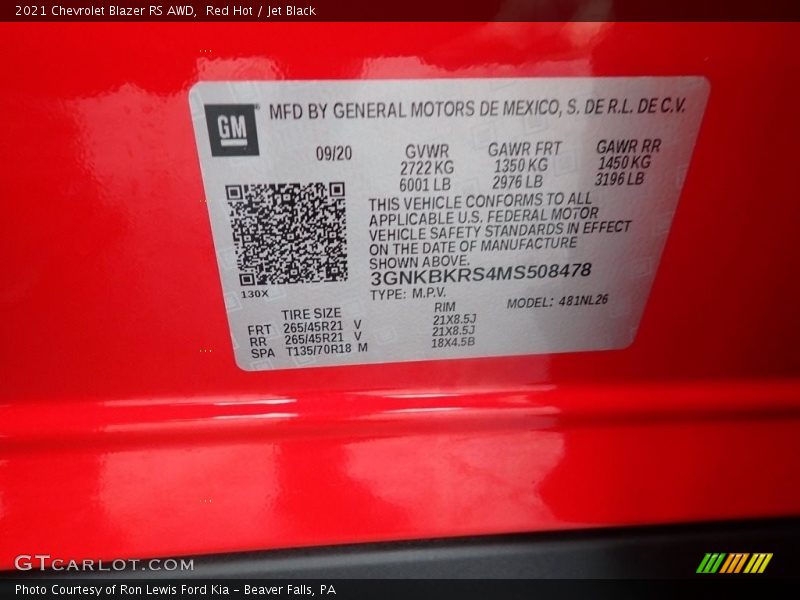 2021 Chevrolet Blazer RS AWD,  Red Hot / Jet Black
GM
MFD BY GENERAL MOTORS DE MEXICO, S. DE R.L. DE C.V.
09/20 GVWR GAWR FRT GAWR RR
2722 KG 1350 KG 1450 KG
6001 LB 2976 LB 3196 LB
THIS VEHICLE CONFORMS TO ALL
APPLICABLE U.S. FEDERAL MOTOR
VEHICLE SAFETY STANDARDS IN EFFECT
ON THE DATE OF MANUFACTURE
SHOWN ABOVE.
3GNKBKRS4MS508478
130X
TYPE: M.P.V.
TIRE SIZE RIM MODEL: 481NL26
FRT 265/45R21 V 21X8.5J
RR 265/45R21 V 21X8.5J
SPA T135/70R18 M 18X4.5B
GTCARLOT.COM
Photo Courtesy of Ron Lewis Ford Kia - Beaver Falls, PA